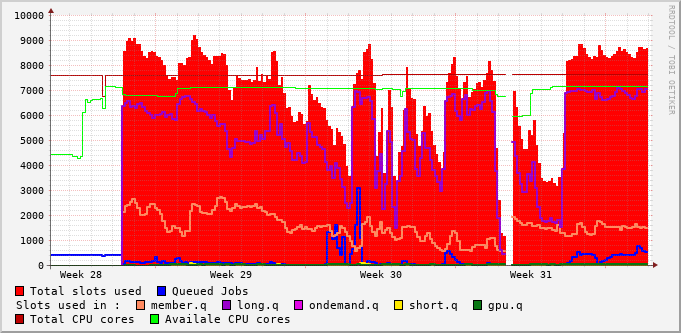 RRDTOOL / TOBI OETIKER
10000
9000
8000
7000
6000
5000
4000
3000
2000
1000
0
Week 28 Week 29 Week 30 Week 31
Total slots used Queued Jobs
Slots used in : member.q long.q ondemand.q short.q gpu.q
Total CPU cores Availale CPU cores